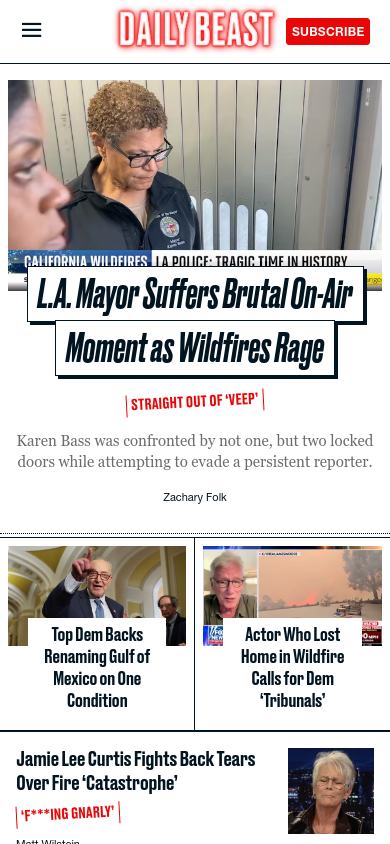 DAILY BEAST
SUBSCRIBE
CALIFORNIA WILDFIRES L.A. POLICE: TRAGIC TIME IN HISTORY
L.A. Mayor Suffers Brutal On-Air
Moment as Wildfires Rage
STRAIGHT OUT OF ‘VEEP’
Karen Bass was confronted by not one, but two locked
doors while attempting to evade a persistent reporter.
Zachary Folk
Top Dem Backs
Renaming Gulf of
Mexico on One
Condition
Actor Who Lost
Home in Wildfire
Calls for Dem
‘Tribunals’
Jamie Lee Curtis Fights Back Tears
Over Fire ‘Catastrophe’
‘F***ING GNARLY’
Matt Wilstein